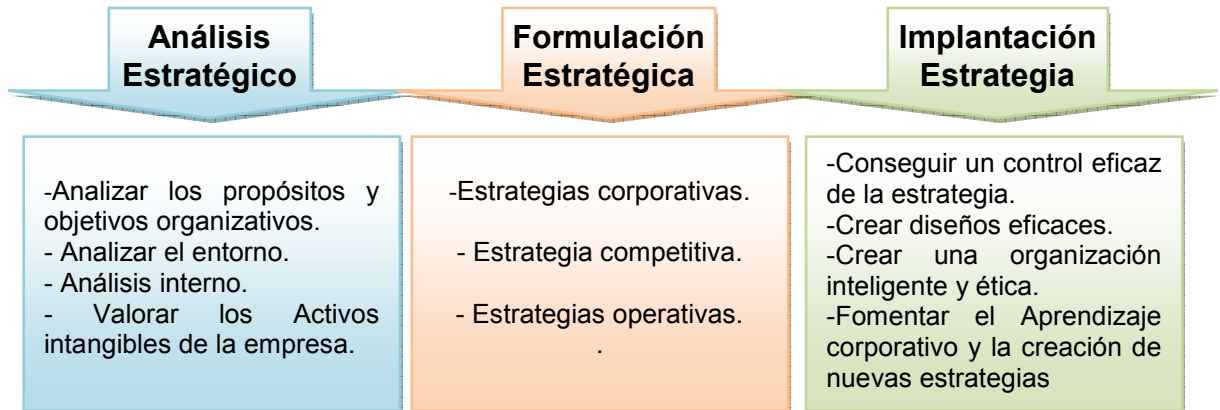 Análisis
Estratégico
-Analizar los propósitos y
objetivos organizativos.
- Analizar el entorno.
- Análisis interno.
- Valorar los Activos
intangibles de la empresa.
Formulación
Estratégica
-Estrategias corporativas.
- Estrategia competitiva.
- Estrategias operativas.
.
Implantación
Estrategia
-Conseguir un control eficaz
de la estrategia.
-Crear diseños eficaces.
-Crear una organización
inteligente y ética.
-Fomentar el Aprendizaje
corporativo y la creación de
nuevas estrategias